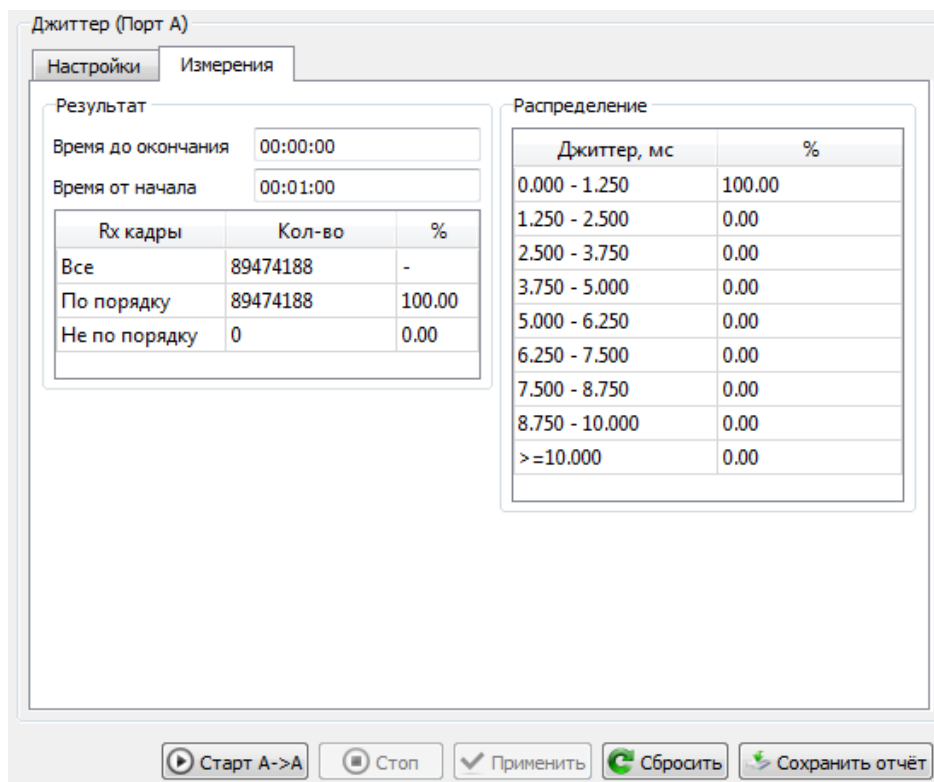 Джиттер (Порт A)
Настройки Измерения
Результат
Время до окончания 00:00:00
Время от начала 00:01:00
Rx кадры Кол-во %
Все 89474188 -
По порядку 89474188 100.00
Не по порядку 0 0.00
Распределение
Джиттер, мс %
0.000 - 1.250 100.00
1.250 - 2.500 0.00
2.500 - 3.750 0.00
3.750 - 5.000 0.00
5.000 - 6.250 0.00
6.250 - 7.500 0.00
7.500 - 8.750 0.00
8.750 - 10.000 0.00
>=10.000 0.00
Старт A->A Стоп Применить Сбросить Сохранить отчёт